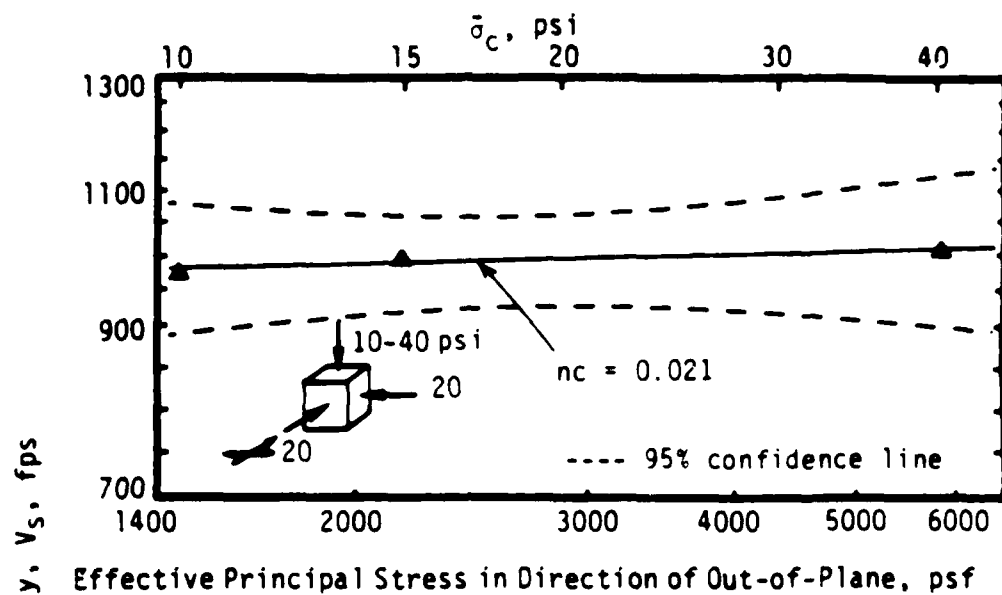 σ̄c, psi
10 15 20 30 40
1300
1100
900
700
y, Vs, fps
10-40 psi
20
20
nc = 0.021
---- 95% confidence line
1400 2000 3000 4000 5000 6000
Effective Principal Stress in Direction of Out-of-Plane, psf